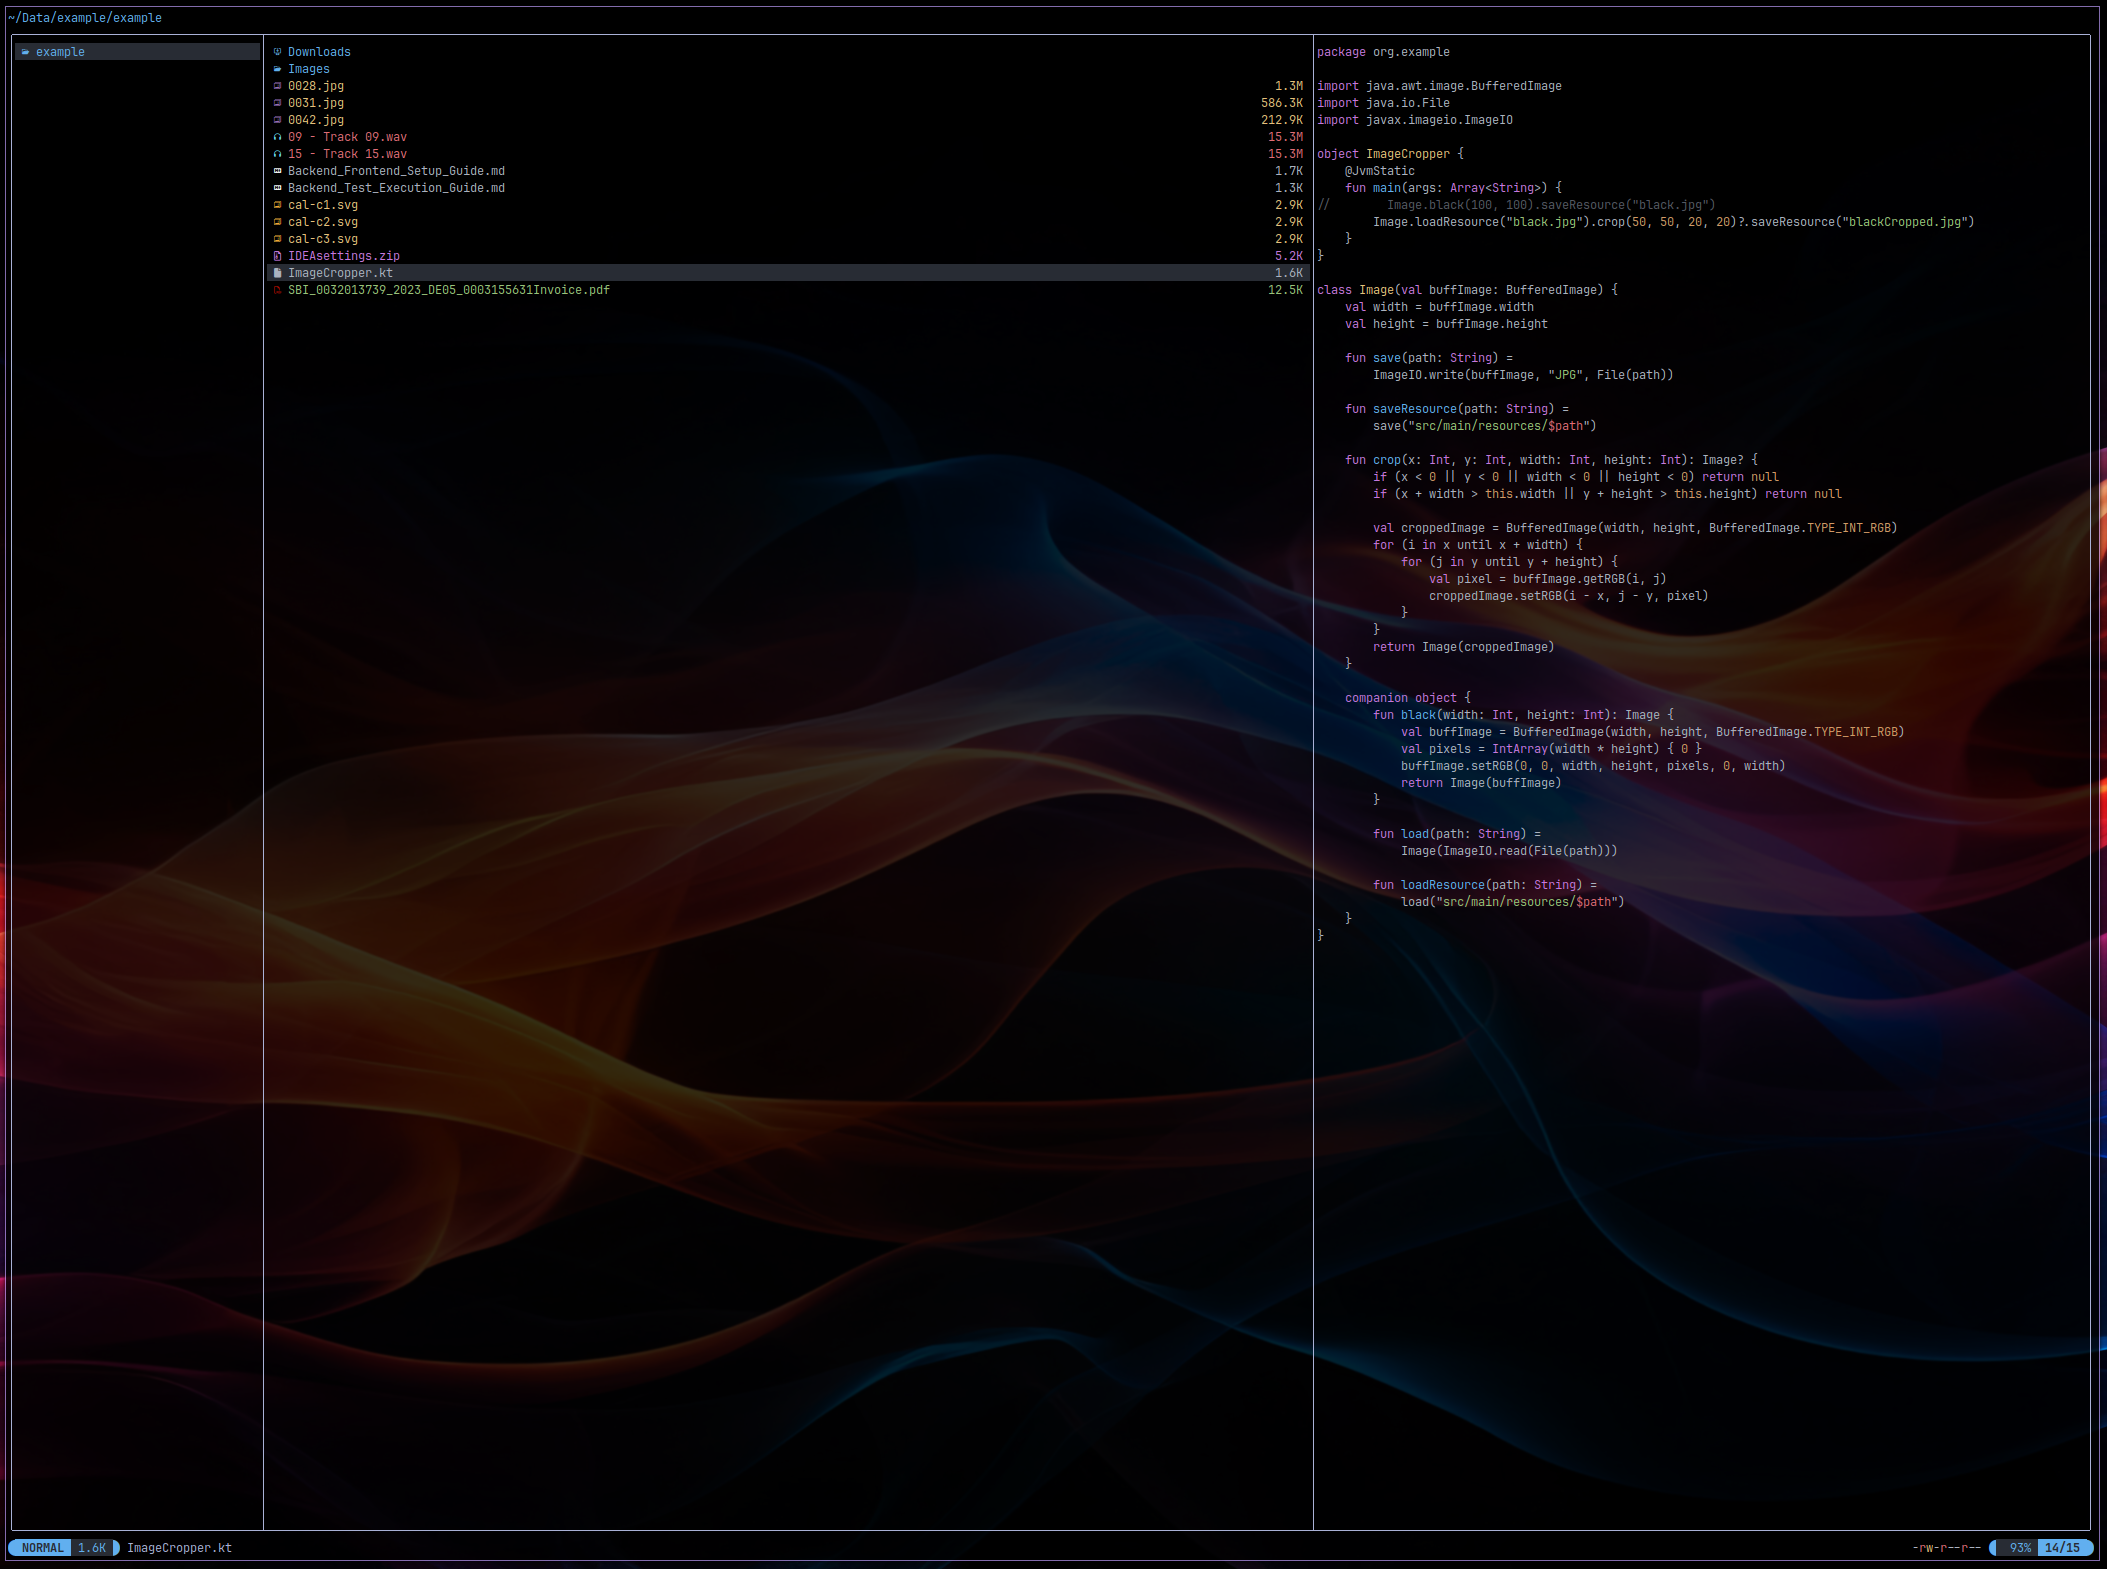 ~/Data/example/example
example
Downloads
Images
0028.jpg 1.3M
0031.jpg 586.3K
0042.jpg 212.9K
09 - Track 09.wav 15.3M
15 - Track 15.wav 15.3M
Backend_Frontend_Setup_Guide.md 1.7K
Backend_Test_Execution_Guide.md 1.3K
cal-c1.svg 2.9K
cal-c2.svg 2.9K
cal-c3.svg 2.9K
IDEAsettings.zip 5.2K
ImageCropper.kt 1.6K
SBI_0032013739_2023_DE05_0003155631Invoice.pdf 12.5K
package org.example
import java.awt.image.BufferedImage
import java.io.File
import javax.imageio.ImageIO
object ImageCropper {
    @JvmStatic
    fun main(args: Array<String>) {
//        Image.black(100, 100).saveResource("black.jpg")
        Image.loadResource("black.jpg").crop(50, 50, 20, 20)?.saveResource("blackCropped.jpg")
    }
}
class Image(val buffImage: BufferedImage) {
    val width = buffImage.width
    val height = buffImage.height
    fun save(path: String) =
        ImageIO.write(buffImage, "JPG", File(path))
    fun saveResource(path: String) =
        save("src/main/resources/$path")
    fun crop(x: Int, y: Int, width: Int, height: Int): Image? {
        if (x < 0 || y < 0 || width < 0 || height < 0) return null
        if (x + width > this.width || y + height > this.height) return null
        val croppedImage = BufferedImage(width, height, BufferedImage.TYPE_INT_RGB)
        for (i in x until x + width) {
            for (j in y until y + height) {
                val pixel = buffImage.getRGB(i, j)
                croppedImage.setRGB(i - x, j - y, pixel)
            }
        }
        return Image(croppedImage)
    }
    companion object {
        fun black(width: Int, height: Int): Image {
            val buffImage = BufferedImage(width, height, BufferedImage.TYPE_INT_RGB)
            val pixels = IntArray(width * height) { 0 }
            buffImage.setRGB(0, 0, width, height, pixels, 0, width)
            return Image(buffImage)
        }
        fun load(path: String) =
            Image(ImageIO.read(File(path)))
        fun loadResource(path: String) =
            load("src/main/resources/$path")
    }
}
NORMAL 1.6K ImageCropper.kt -rw-r--r-- 93% 14/15